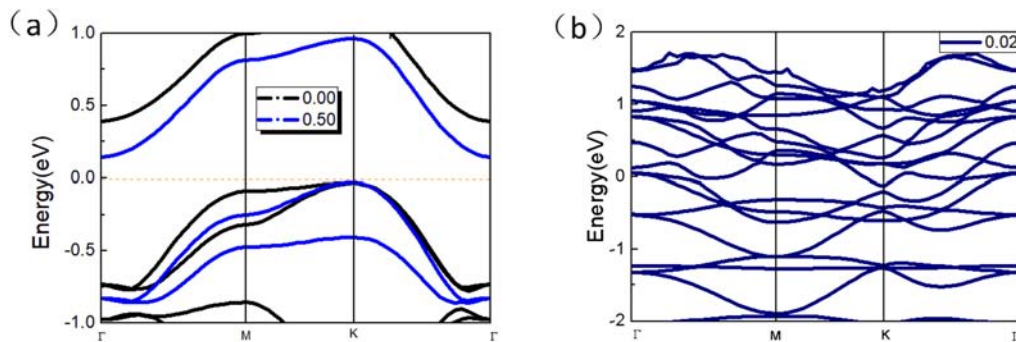 （a）
1.0
0.5
0.0
-0.5
-1.0
Energy(eV)
0.00
0.50
Γ
M
K
Γ
（b）
2
1
0
-1
-2
Energy(eV)
0.02
Γ
M
K